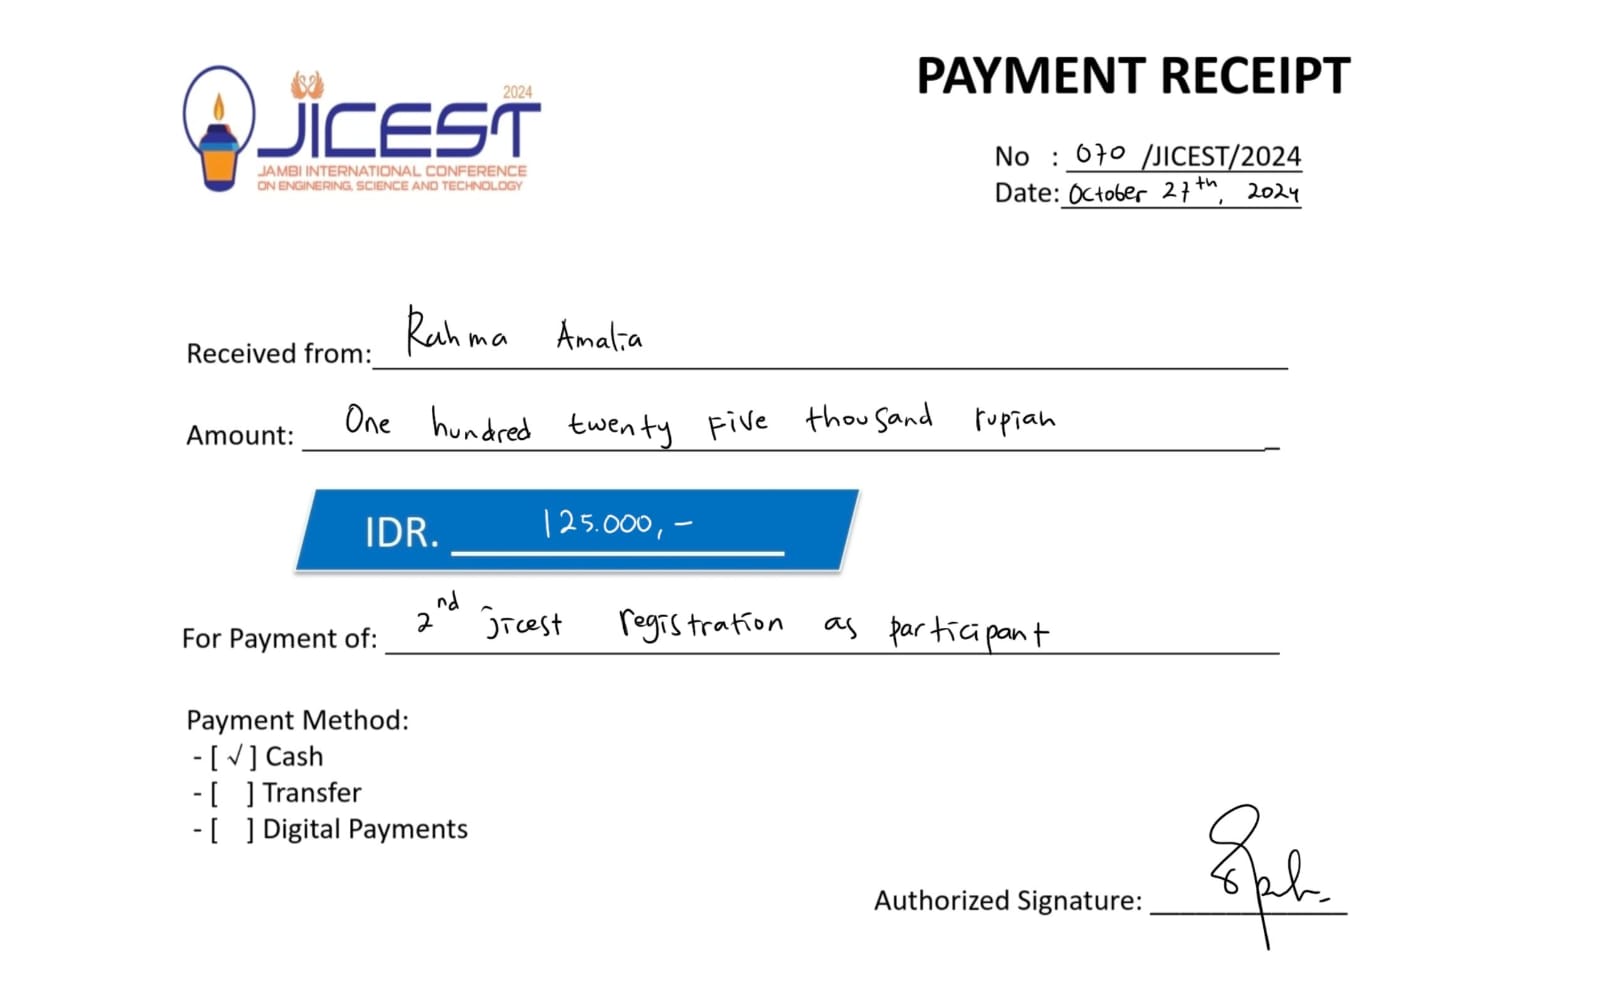 2024
JICEST
JAMBI INTERNATIONAL CONFERENCE
ON ENGINERING, SCIENCE AND TECHNOLOGY
PAYMENT RECEIPT
No : 070 /JICEST/2024
Date: October 27th, 2024
Received from: Rahma Amalia
Amount: One hundred twenty Five thousand rupiah
IDR. 125.000,-
For Payment of: 2nd jicest registration as participant
Payment Method:
- [ √ ] Cash
- [ ] Transfer
- [ ] Digital Payments
Authorized Signature: